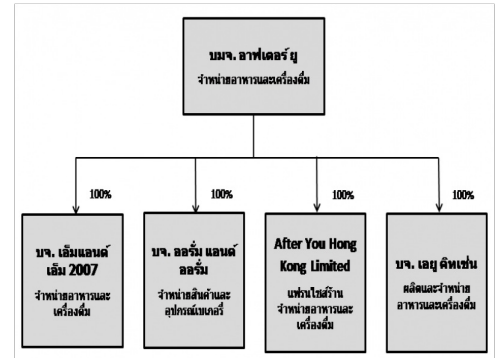 บมจ. อาฟเตอร์ ยู
จำหน่ายอาหารและเครื่องดื่ม
100%
100%
100%
100%
บจ. เอ็มแอนด์
เอ็ม 2007
จำหน่ายอาหารและ
เครื่องดื่ม
บจ. ออรั่ม แอนด์
ออรั่ม
จำหน่ายสินค้าและ
อุปกรณ์เบเกอรี่
After You Hong
Kong Limited
แฟรนไชส์ร้าน
จำหน่ายอาหารและ
เครื่องดื่ม
บจ. เอยู คิทเช่น
ผลิตและจำหน่าย
อาหารและเครื่องดื่ม